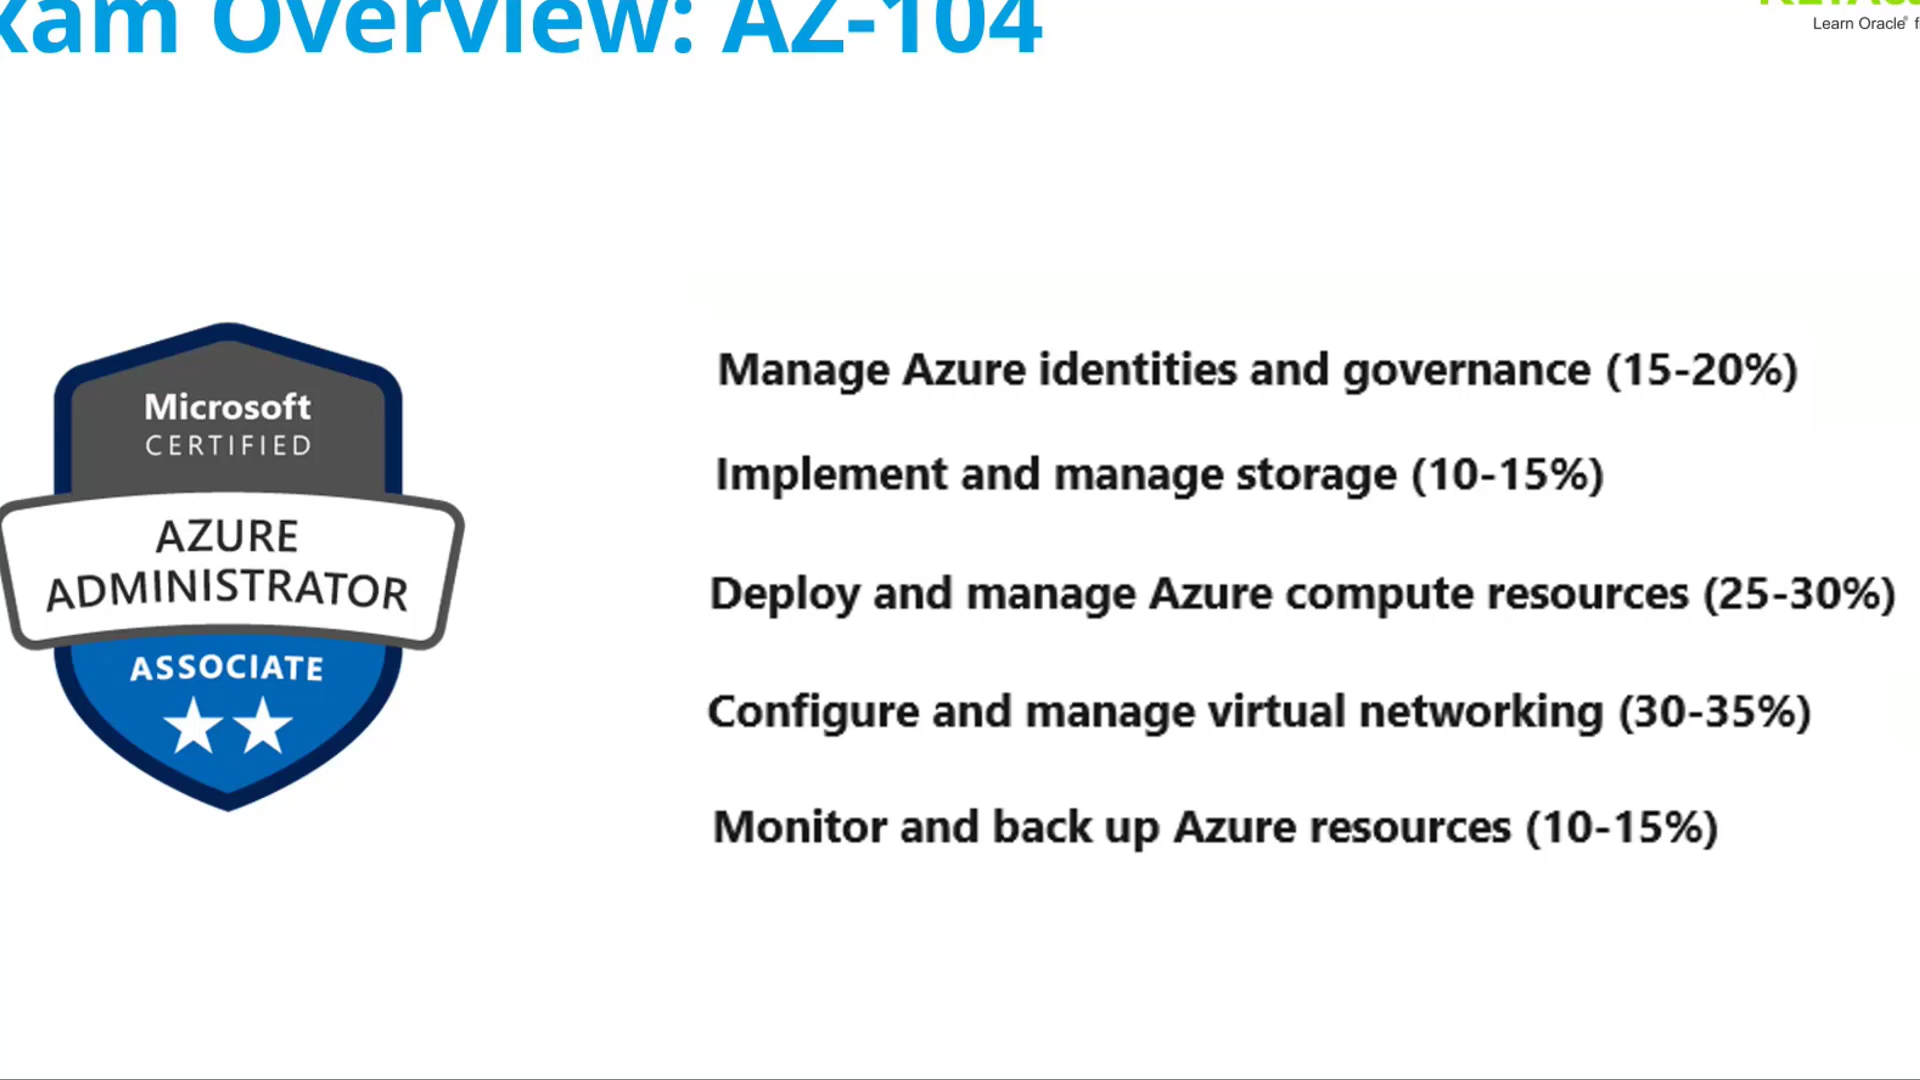 xam Overview: AZ-104
Learn Oracle
Microsoft
CERTIFIED
AZURE
ADMINISTRATOR
ASSOCIATE
Manage Azure identities and governance (15-20%)
Implement and manage storage (10-15%)
Deploy and manage Azure compute resources (25-30%)
Configure and manage virtual networking (30-35%)
Monitor and back up Azure resources (10-15%)